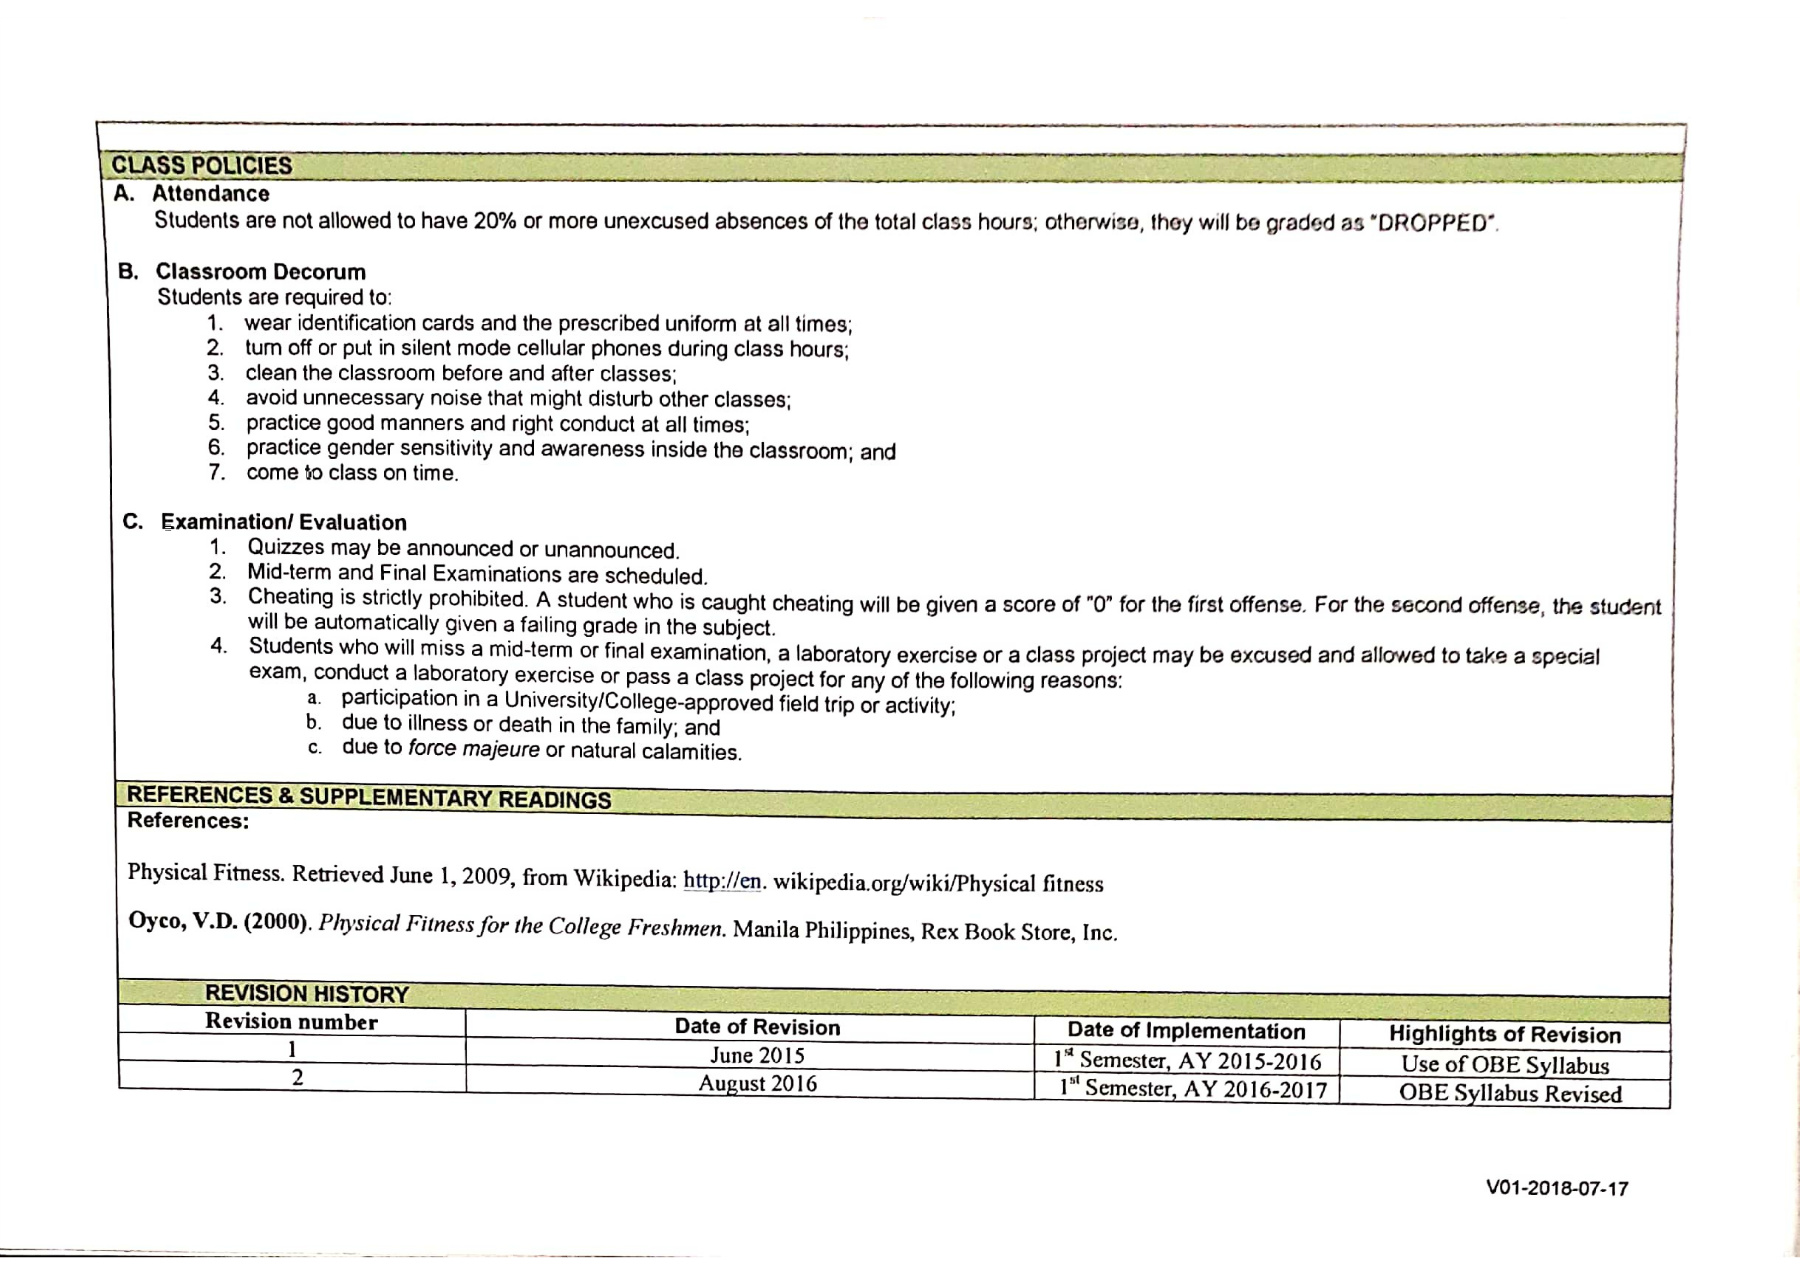 CLASS POLICIES
A. Attendance
Students are not allowed to have 20% or more unexcused absences of the total class hours; otherwise, they will be graded as "DROPPED".
B. Classroom Decorum
Students are required to:
1. wear identification cards and the prescribed uniform at all times;
2. turn off or put in silent mode cellular phones during class hours;
3. clean the classroom before and after classes;
4. avoid unnecessary noise that might disturb other classes;
5. practice good manners and right conduct at all times;
6. practice gender sensitivity and awareness inside the classroom; and
7. come to class on time.
C. Examination/ Evaluation
1. Quizzes may be announced or unannounced.
2. Mid-term and Final Examinations are scheduled.
3. Cheating is strictly prohibited. A student who is caught cheating will be given a score of "0" for the first offense. For the second offense, the student
will be automatically given a failing grade in the subject.
4. Students who will miss a mid-term or final examination, a laboratory exercise or a class project may be excused and allowed to take a special
exam, conduct a laboratory exercise or pass a class project for any of the following reasons:
a. participation in a University/College-approved field trip or activity;
b. due to illness or death in the family; and
c. due to force majeure or natural calamities.
REFERENCES & SUPPLEMENTARY READINGS
References:
Physical Fitness. Retrieved June 1, 2009, from Wikipedia: http://en. wikipedia.org/wiki/Physical fitness
Oyco, V.D. (2000). Physical Fitness for the College Freshmen. Manila Philippines, Rex Book Store, Inc.
REVISION HISTORY
Revision number Date of Revision Date of Implementation Highlights of Revision
1 June 2015 1st Semester, AY 2015-2016 Use of OBE Syllabus
2 August 2016 1st Semester, AY 2016-2017 OBE Syllabus Revised
V01-2018-07-17